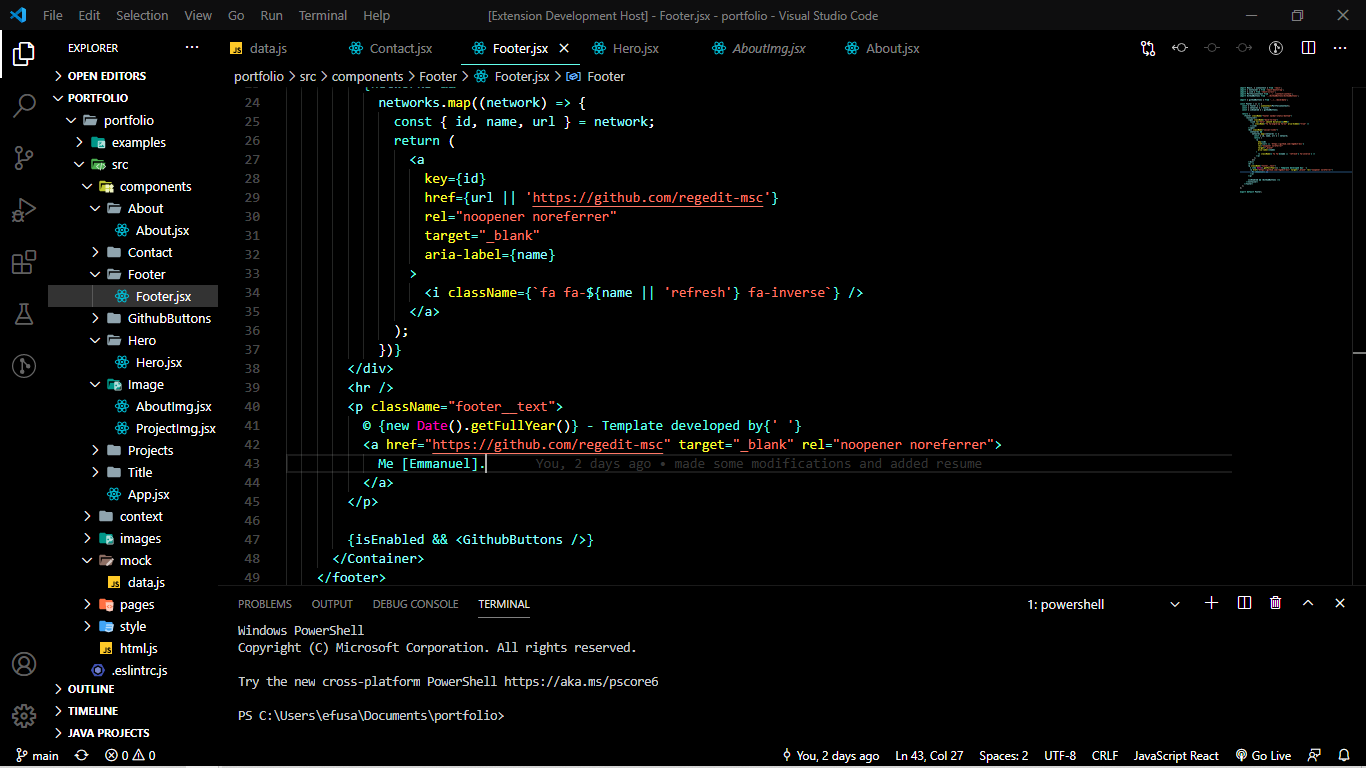 File Edit Selection View Go Run Terminal Help [Extension Development Host] - Footer.jsx - portfolio - Visual Studio Code
EXPLORER
OPEN EDITORS
PORTFOLIO
portfolio
examples
src
components
About
About.jsx
Contact
Footer
Footer.jsx
GithubButtons
Hero
Hero.jsx
Image
AboutImg.jsx
ProjectImg.jsx
Projects
Title
App.jsx
context
images
mock
data.js
pages
style
html.js
.eslintrc.js
OUTLINE
TIMELINE
JAVA PROJECTS
data.js Contact.jsx Footer.jsx Hero.jsx AboutImg.jsx About.jsx
portfolio > src > components > Footer > Footer.jsx > Footer
24 networks.map((network) => {
25 const { id, name, url } = network;
26 return (
27 <a
28 key={id}
29 href={url || 'https://github.com/regedit-msc'}
30 rel="noopener noreferrer"
31 target="_blank"
32 aria-label={name}
33 >
34 <i className={`fa fa-${name || 'refresh'} fa-inverse`} />
35 </a>
36 );
37 })}
38 </div>
39 <hr />
40 <p className="footer__text">
41 © {new Date().getFullYear()} - Template developed by{' '}
42 <a href="https://github.com/regedit-msc" target="_blank" rel="noopener noreferrer">
43 Me [Emmanuel]. You, 2 days ago • made some modifications and added resume
44 </a>
45 </p>
46
47 {isEnabled && <GithubButtons />}
48 </Container>
49 </footer>
PROBLEMS OUTPUT DEBUG CONSOLE TERMINAL 1: powershell
Windows PowerShell
Copyright (C) Microsoft Corporation. All rights reserved.
Try the new cross-platform PowerShell https://aka.ms/pscore6
PS C:\Users\efusa\Documents\portfolio>
main 0 0 You, 2 days ago Ln 43, Col 27 Spaces: 2 UTF-8 CRLF JavaScript React Go Live